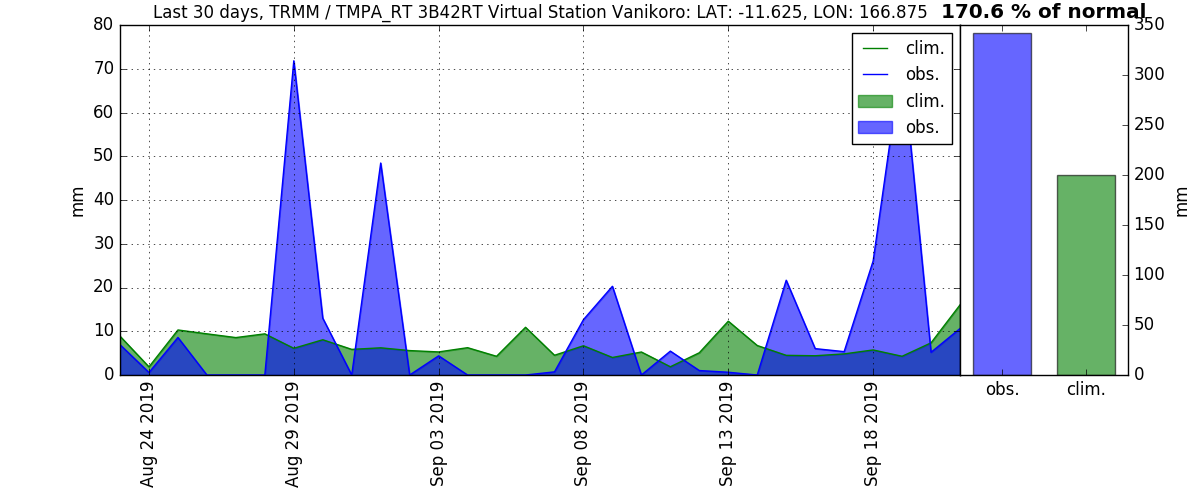 Last 30 days, TRMM / TMPA_RT 3B42RT Virtual Station Vanikoro: LAT: -11.625, LON: 166.875 170.6 % of normal
80
70
60
50
40
30
20
10
0
mm
Aug 24 2019
Aug 29 2019
Sep 03 2019
Sep 08 2019
Sep 13 2019
Sep 18 2019
clim.
obs.
clim.
obs.
350
300
250
200
150
100
50
0
mm
obs. clim.